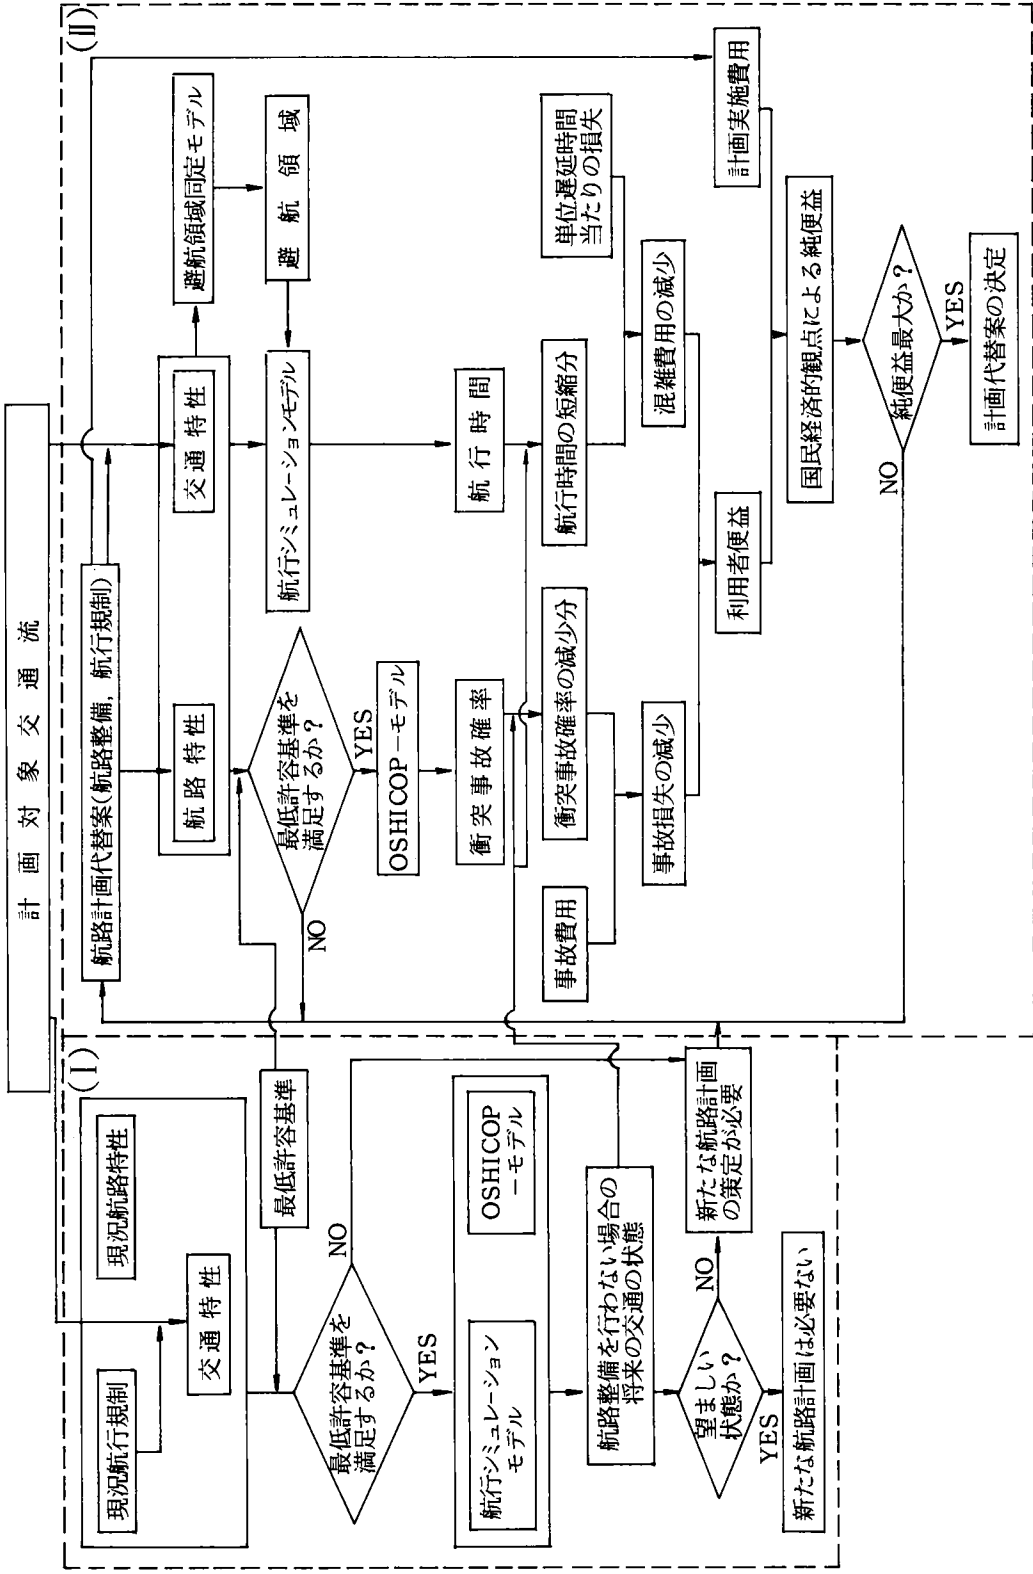 計画対象交通流
(I)
現況航行規制
現況航路特性
交通特性
最低許容基準
最低許容基準を
満足するか？
NO
YES
航行シミュレーション
モデル
OSHICOP
－モデル
航路整備を行わない場合の
将来の交通の状態
望ましい
状態か？
NO
YES
新たな航路計画
の策定が必要
新たな航路計画は必要ない
(II)
航路計画代替案(航路整備，航行規制)
航路特性
交通特性
避航領域同定モデル
避航領域
最低許容基準を
満足するか？
NO
YES
航行シミュレーションモデル
OSHICOP－モデル
衝突事故確率
航行時間
事故費用
衝突事故確率の減少分
航行時間の短縮分
単位遅延時間
当たりの損失
事故損失の減少
混雑費用の減少
利用者便益
計画実施費用
国民経済的観点による純便益
純便益最大か？
NO
YES
計画代替案の決定